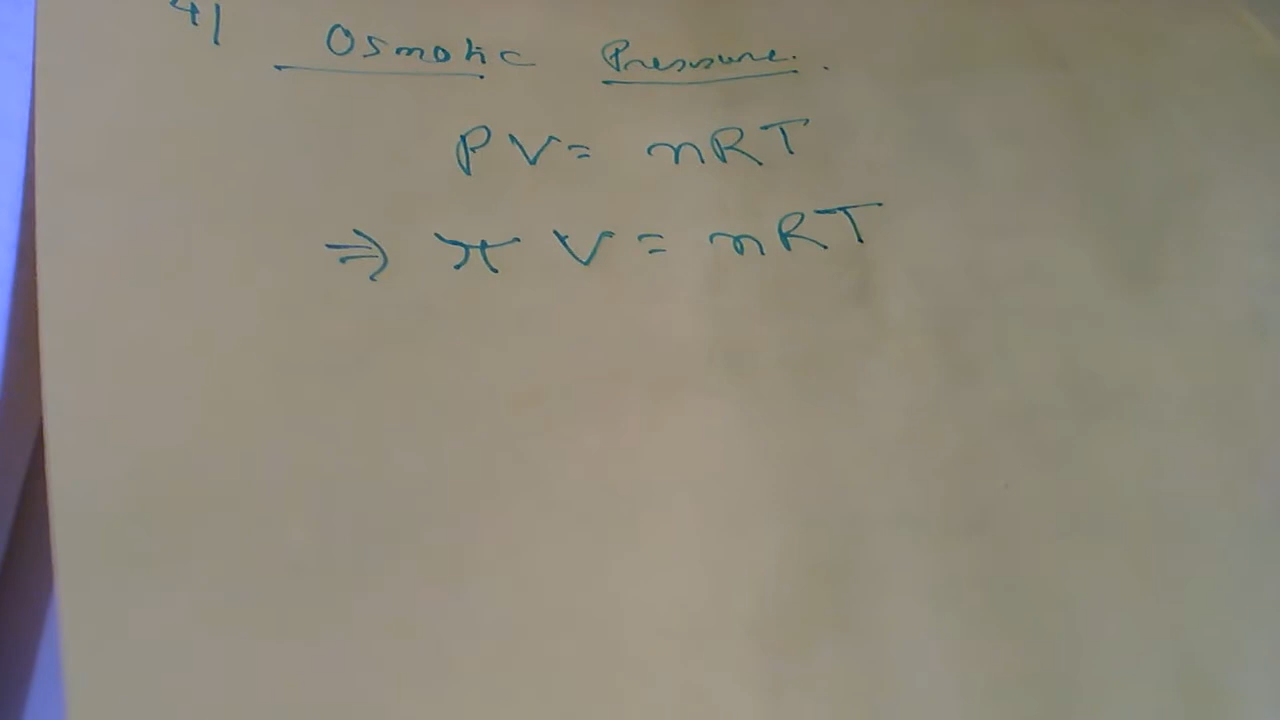 4) Osmotic Pressure.
PV = nRT
⇒ π V = nRT